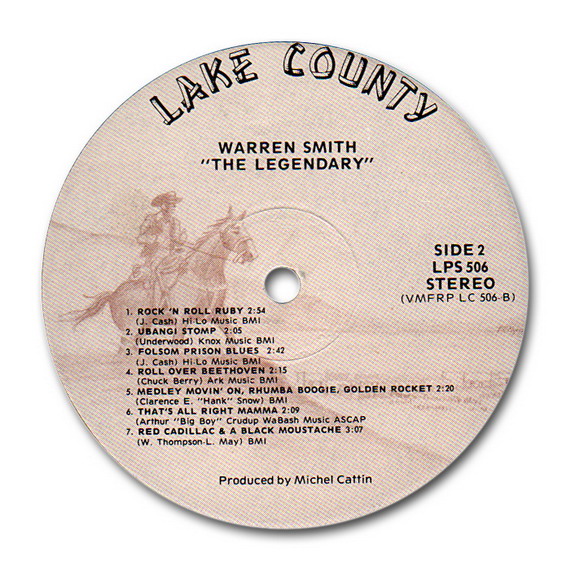 LAKE COUNTY
WARREN SMITH
"THE LEGENDARY"
SIDE 2
LPS 506
STEREO
(VMFRP LC 506-B)
1. ROCK 'N ROLL RUBY 2:54
(J. Cash) Hi-Lo Music BMI
2. UBANGI STOMP 2:05
(Underwood) Knox Music BMI
3. FOLSOM PRISON BLUES 2:42
(J. Cash) Hi-Lo Music BMI
4. ROLL OVER BEETHOVEN 2:15
(Chuck Berry) Ark Music BMI
5. MEDLEY MOVIN' ON, RHUMBA BOOGIE, GOLDEN ROCKET 2:20
(Clarence E. "Hank" Snow) BMI
6. THAT'S ALL RIGHT MAMMA 2:09
(Arthur "Big Boy" Crudup WaBash Music ASCAP
7. RED CADILLAC & A BLACK MOUSTACHE 3:07
(W. Thompson-L. May) BMI
Produced by Michel Cattin